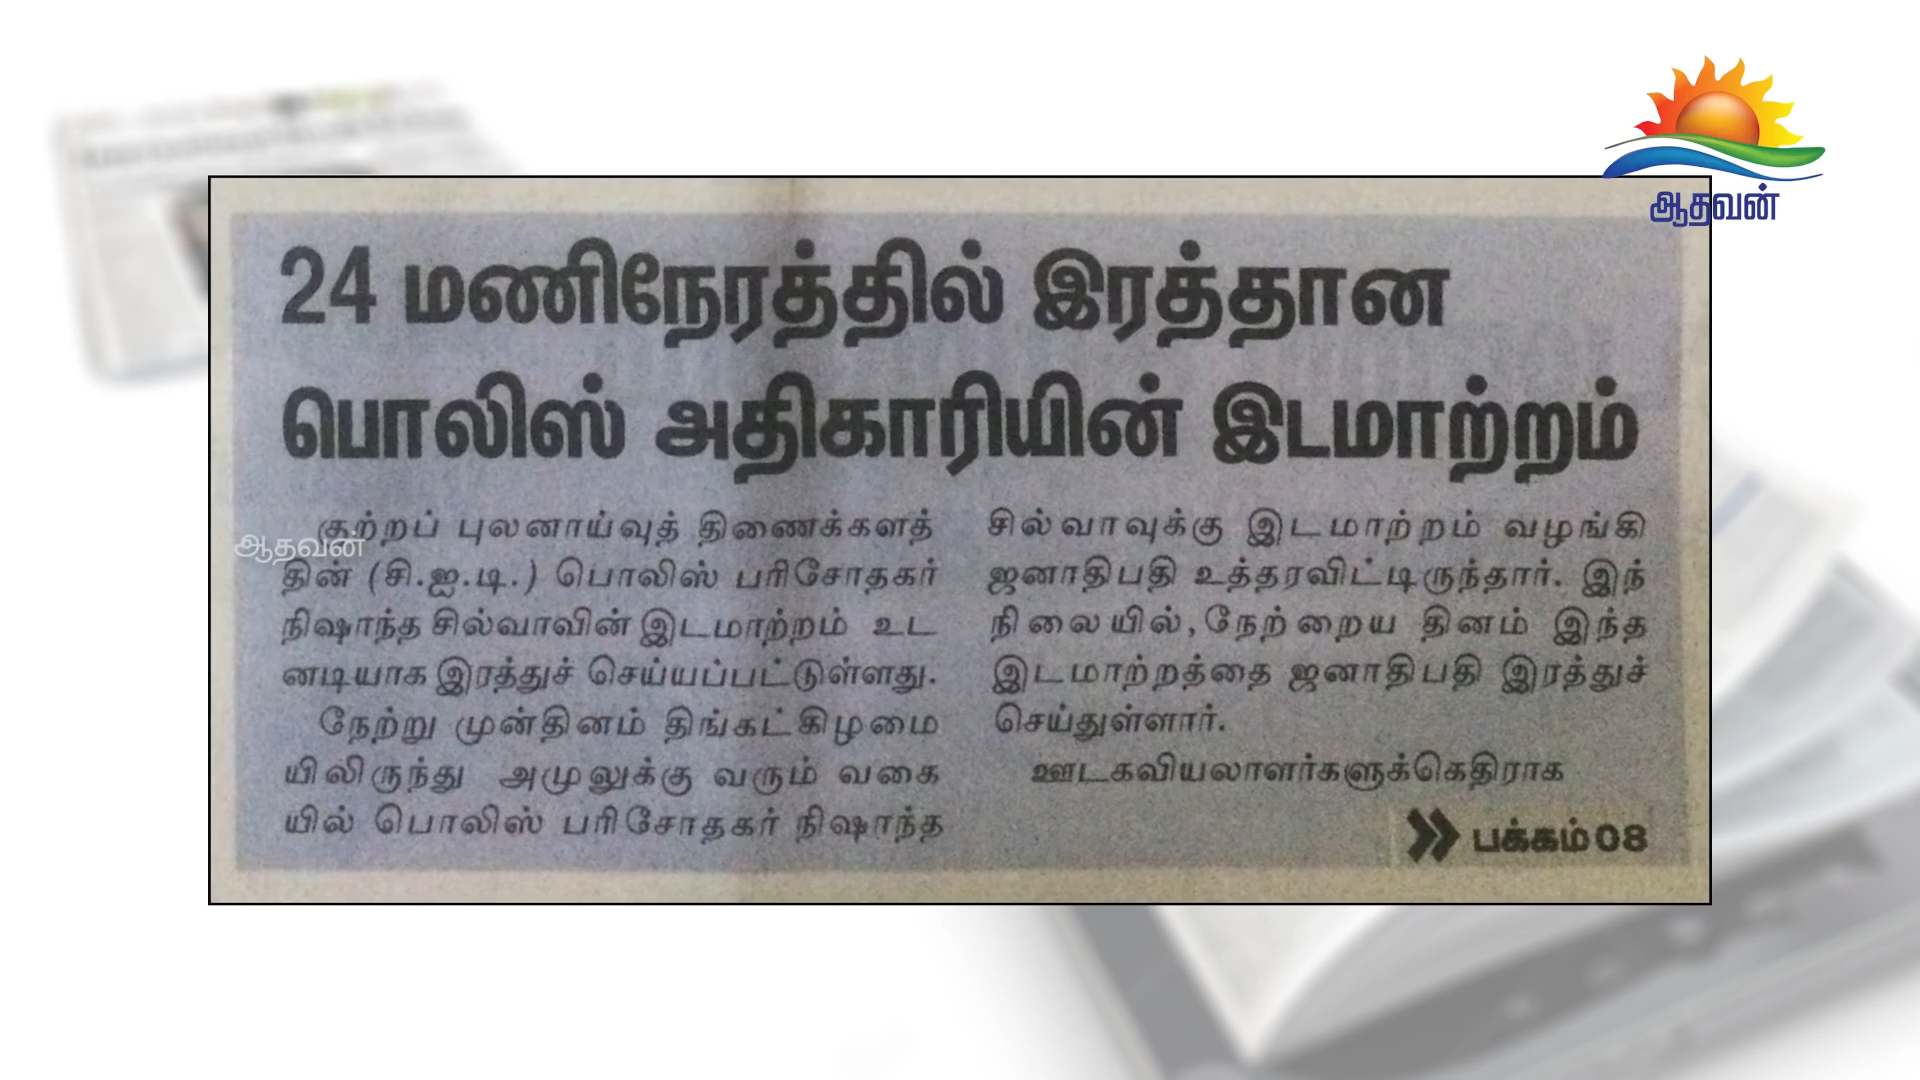 ஆதவன்
24 மணிநேரத்தில் இரத்தான
பொலிஸ் அதிகாரியின் இடமாற்றம்
குற்றப் புலனாய்வுத் திணைக்களத்
தின் (சி.ஐ.டி.) பொலிஸ் பரிசோதகர்
நிஷாந்த சில்வாவின் இடமாற்றம் உட
னடியாக இரத்துச் செய்யப்பட்டுள்ளது.
நேற்று முன்தினம் திங்கட்கிழமை
யிலிருந்து அமுலுக்கு வரும் வகை
யில் பொலிஸ் பரிசோதகர் நிஷாந்த
சில்வாவுக்கு இடமாற்றம் வழங்கி
ஜனாதிபதி உத்தரவிட்டிருந்தார். இந்
நிலையில், நேற்றைய தினம் இந்த
இடமாற்றத்தை ஜனாதிபதி இரத்துச்
செய்துள்ளார்.
ஊடகவியலாளர்களுக்கெதிராக
பக்கம் 08
ஆதவன்